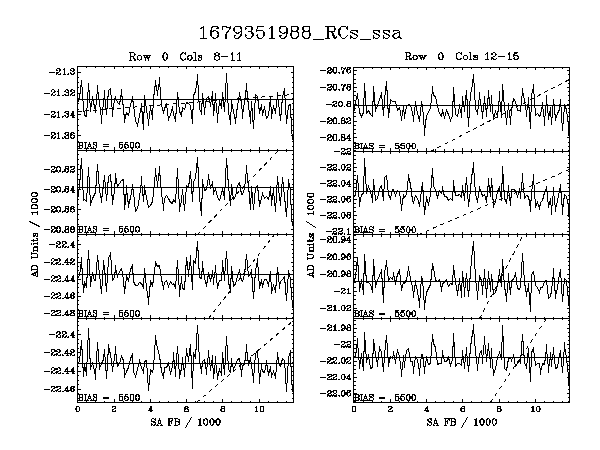 1679351988_RCs_ssa
Row 0 Cols 8-11
Row 0 Cols 12-15
-21.3
-21.32
-21.34
-21.36
BIAS = 5500
-20.82
-20.84
-20.86
-20.88
BIAS = 5500
-22.4
-22.42
-22.44
-22.46
-22.48
BIAS = 5500
-22.4
-22.42
-22.44
-22.46
BIAS = 5500
0 2 4 6 8 10
SA FB / 1000
AD Units / 1000
-20.76
-20.78
-20.8
-20.82
-20.84
BIAS = 5500
-22
-22.02
-22.04
-22.06
-22.08
-22.1
BIAS = 5500
-20.94
-20.96
-20.98
-21
-21.02
BIAS = 5500
-21.98
-22
-22.02
-22.04
-22.06
BIAS = 5500
0 2 4 6 8 10
SA FB / 1000
AD Units / 1000